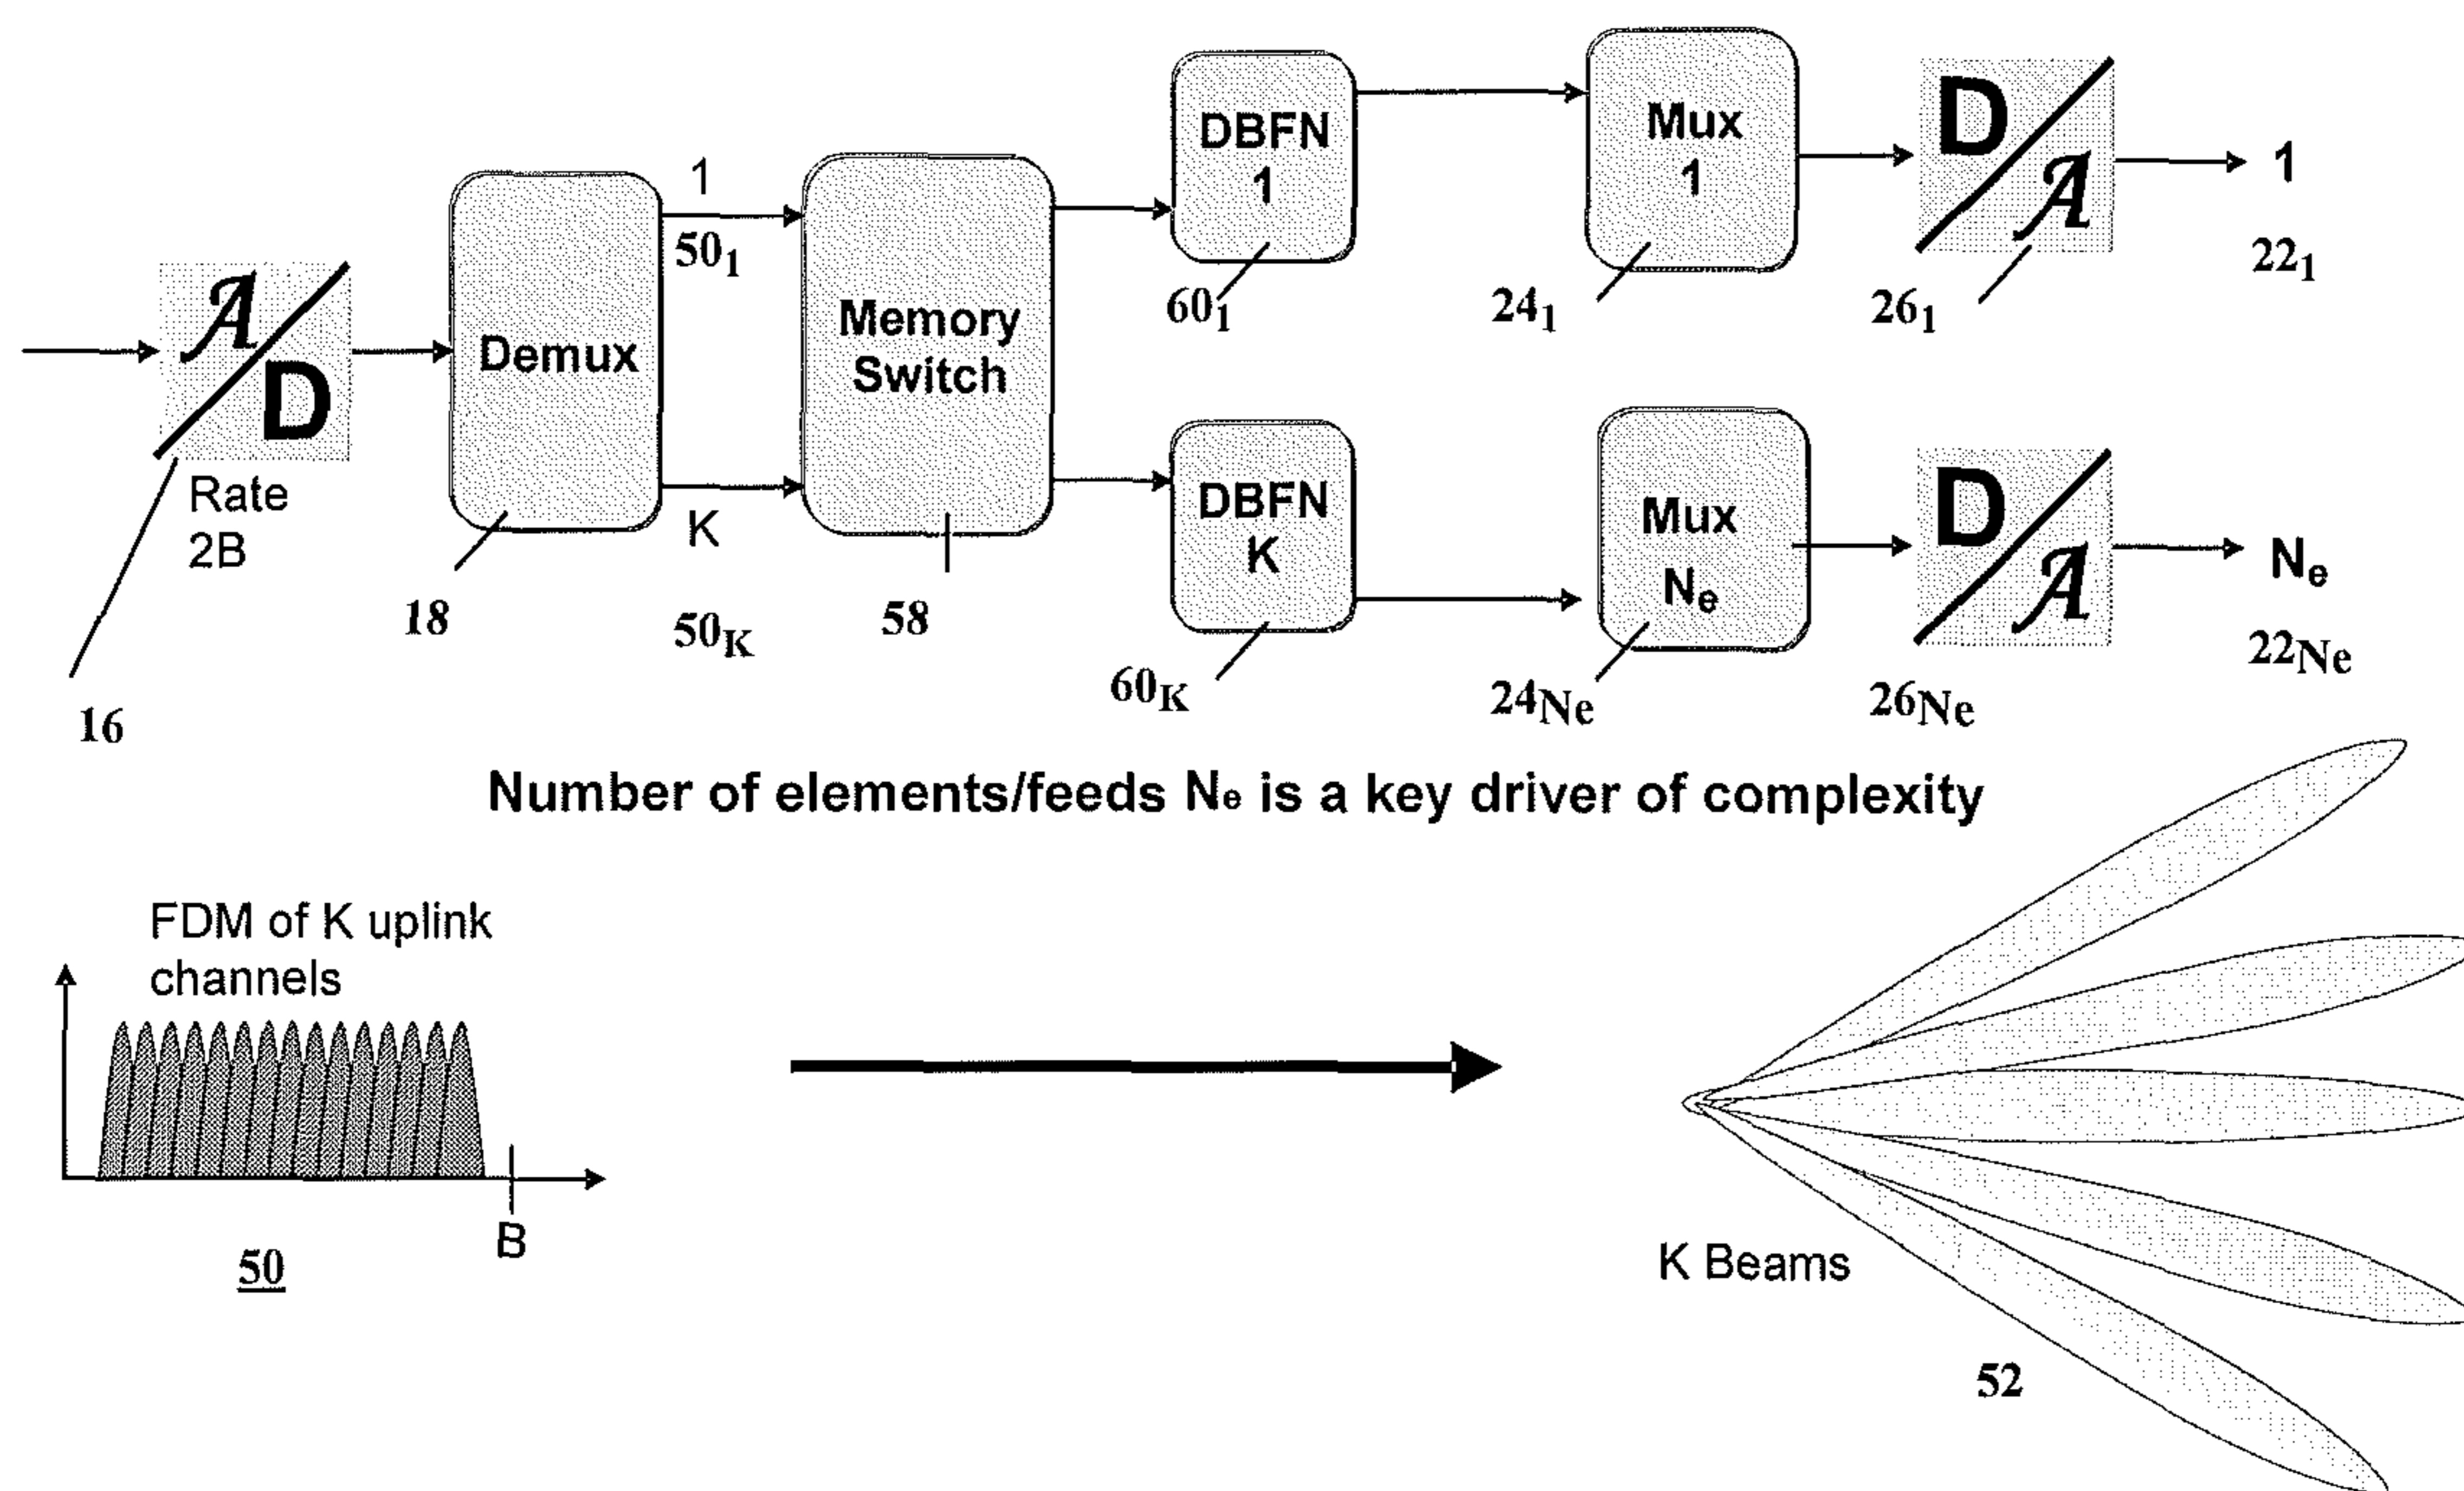 A
D
Rate
2B
16
Demux
18
1
50₁
K
50K
Memory
Switch
58
DBFN
1
60₁
DBFN
K
60K
Mux
1
24₁
Mux
Ne
24Ne
D
A
26₁
D
A
26Ne
1
22₁
Ne
22Ne
Number of elements/feeds Ne is a key driver of complexity
FDM of K uplink
channels
B
50
K Beams
52